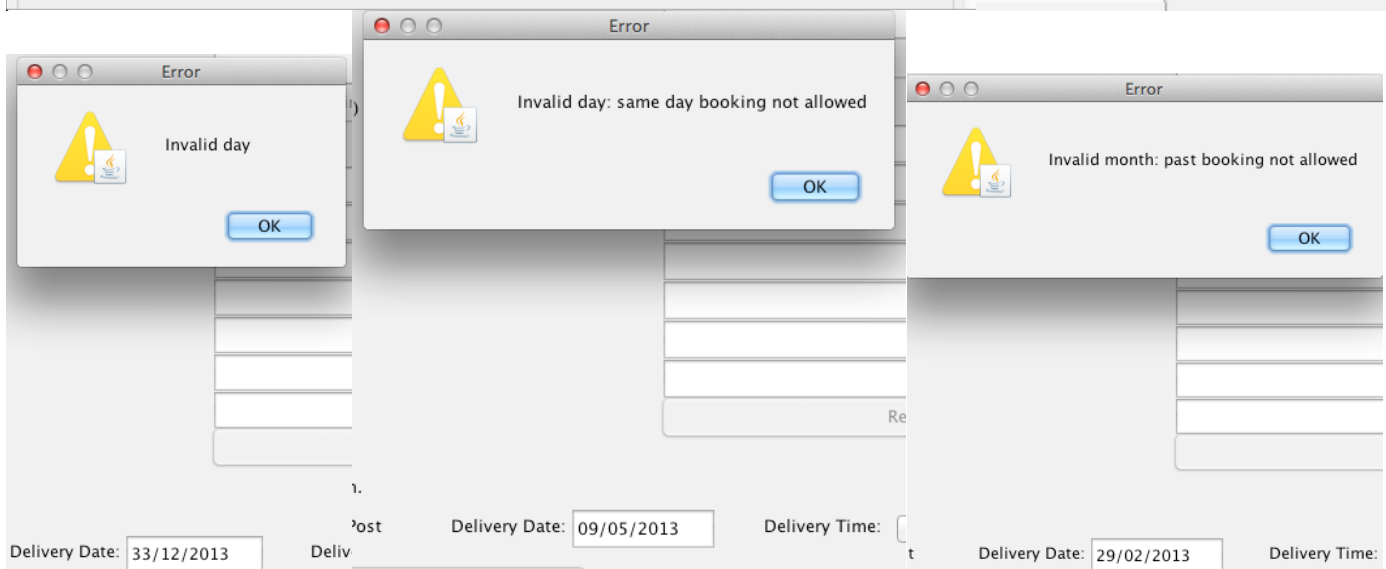 Error
Invalid day
OK
Delivery Date: 33/12/2013
Error
Invalid day: same day booking not allowed
OK
Delivery Date: 09/05/2013 Delivery Time:
Error
Invalid month: past booking not allowed
OK
Delivery Date: 29/02/2013 Delivery Time: